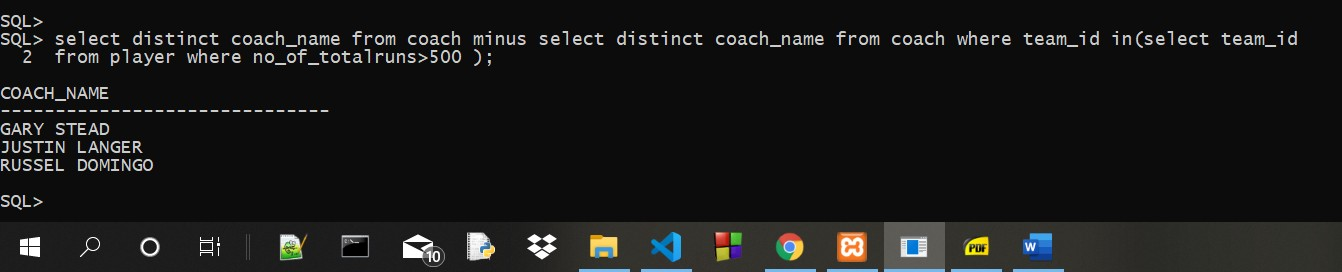 SQL>
SQL> select distinct coach_name from coach minus select distinct coach_name from coach where team_id in(select team_id
2 from player where no_of_totalruns>500 );
COACH_NAME
------------------------------
GARY STEAD
JUSTIN LANGER
RUSSEL DOMINGO
SQL>
10
PDF
W